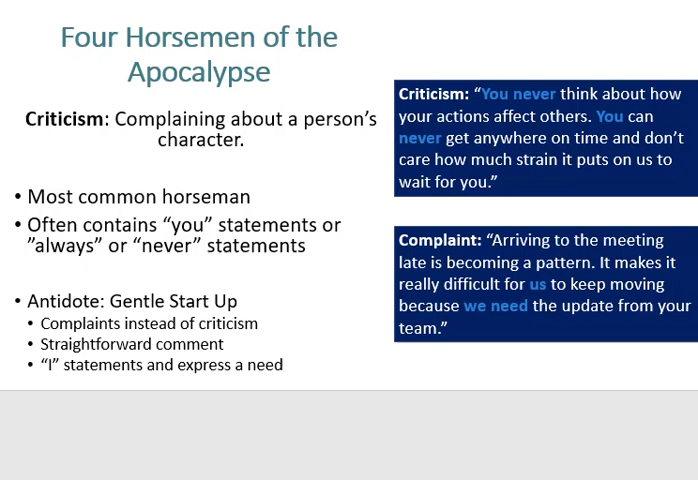 Four Horsemen of the
Apocalypse
Criticism: Complaining about a person’s
character.
• Most common horseman
• Often contains “you” statements or
”always” or “never” statements
• Antidote: Gentle Start Up
• Complaints instead of criticism
• Straightforward comment
• “I” statements and express a need
Criticism: “You never think about how
your actions affect others. You can
never get anywhere on time and don’t
care how much strain it puts on us to
wait for you.”
Complaint: “Arriving to the meeting
late is becoming a pattern. It makes it
really difficult for us to keep moving
because we need the update from your
team.”